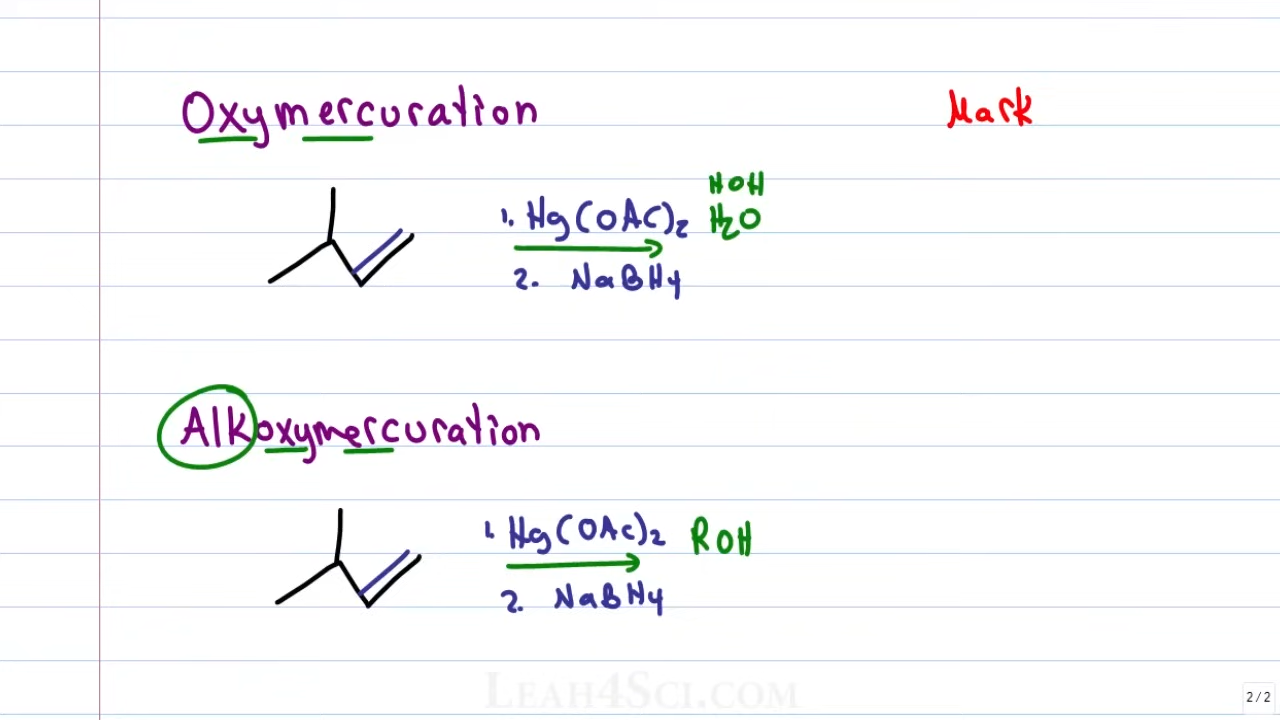 Oxymercuration
Mark
HOH
1. Hg(OAC)₂ H₂O
2. NaBH4
Alkoxymercuration
1. Hg(OAc)₂ ROH
2. NaBH4
LEAH4SCI.COM
2/2